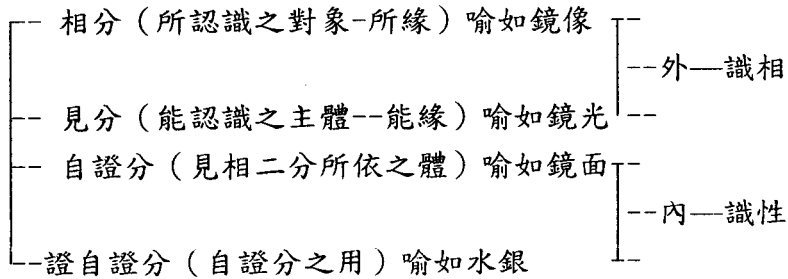 相分（所認識之對象-所緣）喻如鏡像
外—識相
見分（能認識之主體--能緣）喻如鏡光
自證分（見相二分所依之體）喻如鏡面
內—識性
證自證分（自證分之用）喻如水銀